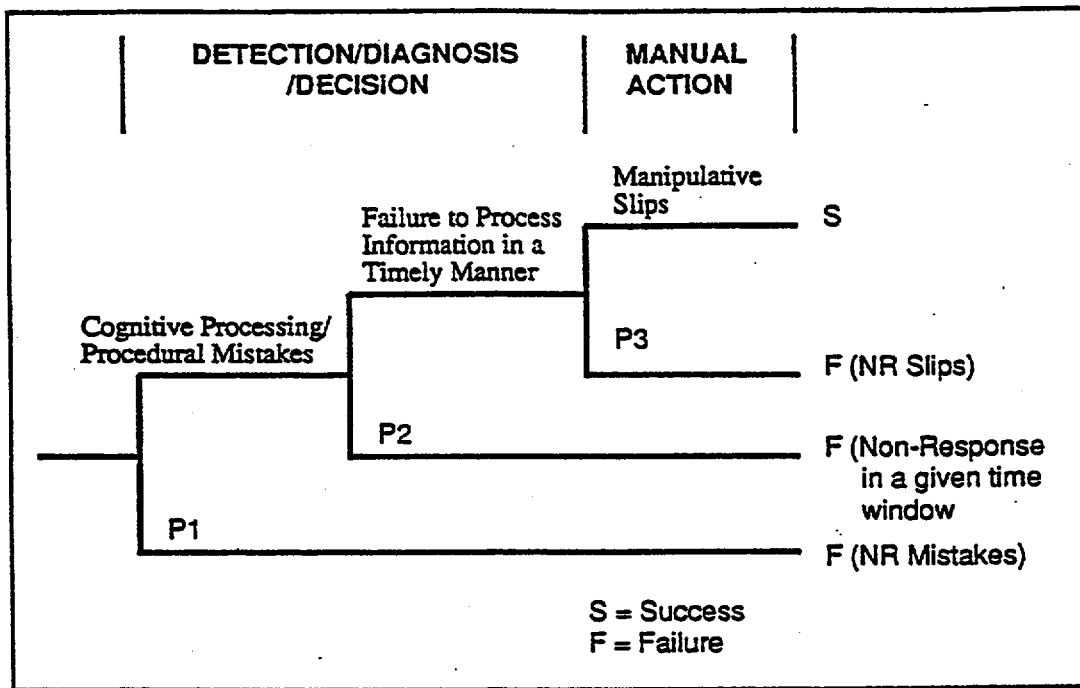 DETECTION/DIAGNOSIS
/DECISION
MANUAL
ACTION
Manipulative
Slips
S
Failure to Process
Information in a
Timely Manner
Cognitive Processing/
Procedural Mistakes
P3
F (NR Slips)
P2
F (Non-Response
in a given time
window
P1
F (NR Mistakes)
S = Success
F = Failure